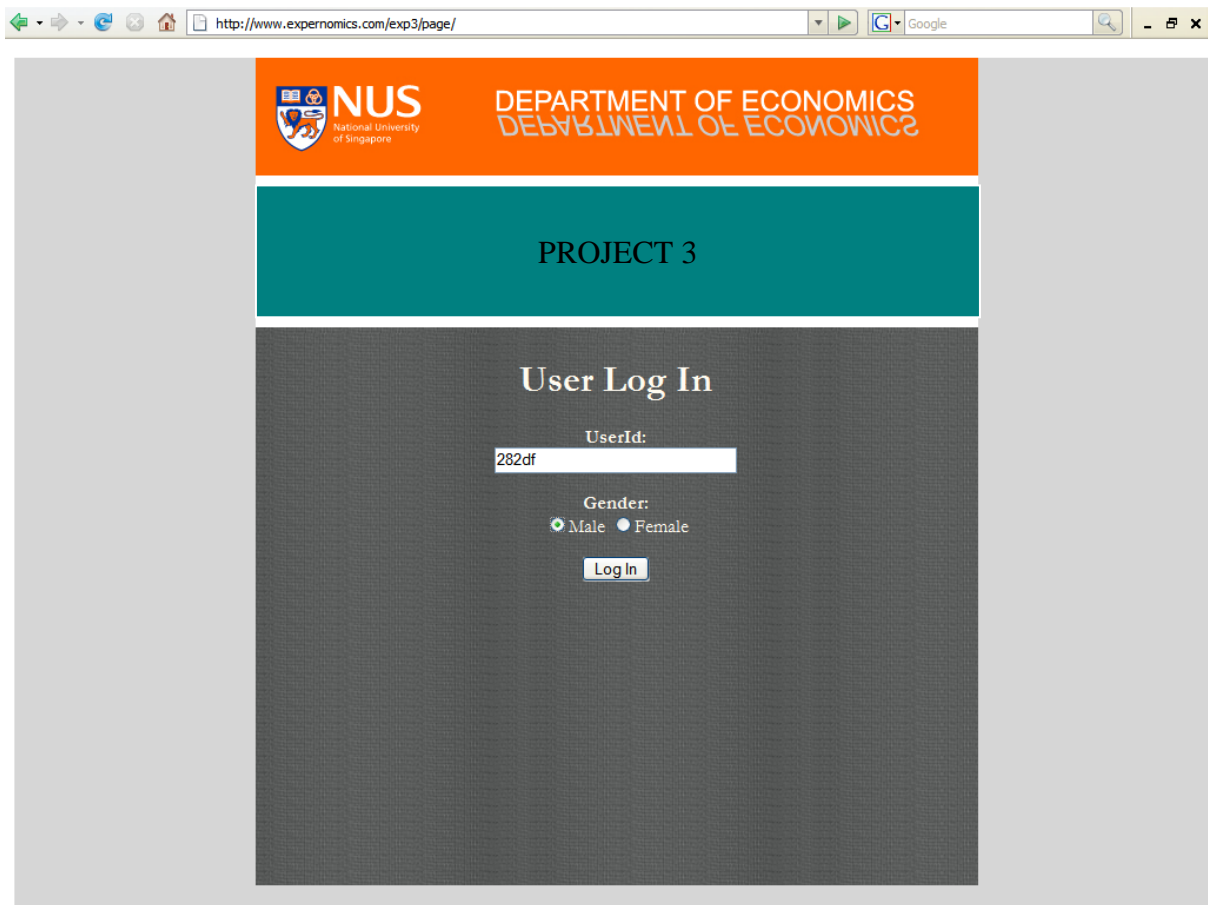 http://www.expernomics.com/exp3/page/
G Google
NUS
National University
of Singapore
DEPARTMENT OF ECONOMICS
DEPARTMENT OF ECONOMICS
PROJECT 3
User Log In
UserId:
282df
Gender:
Male Female
Log In